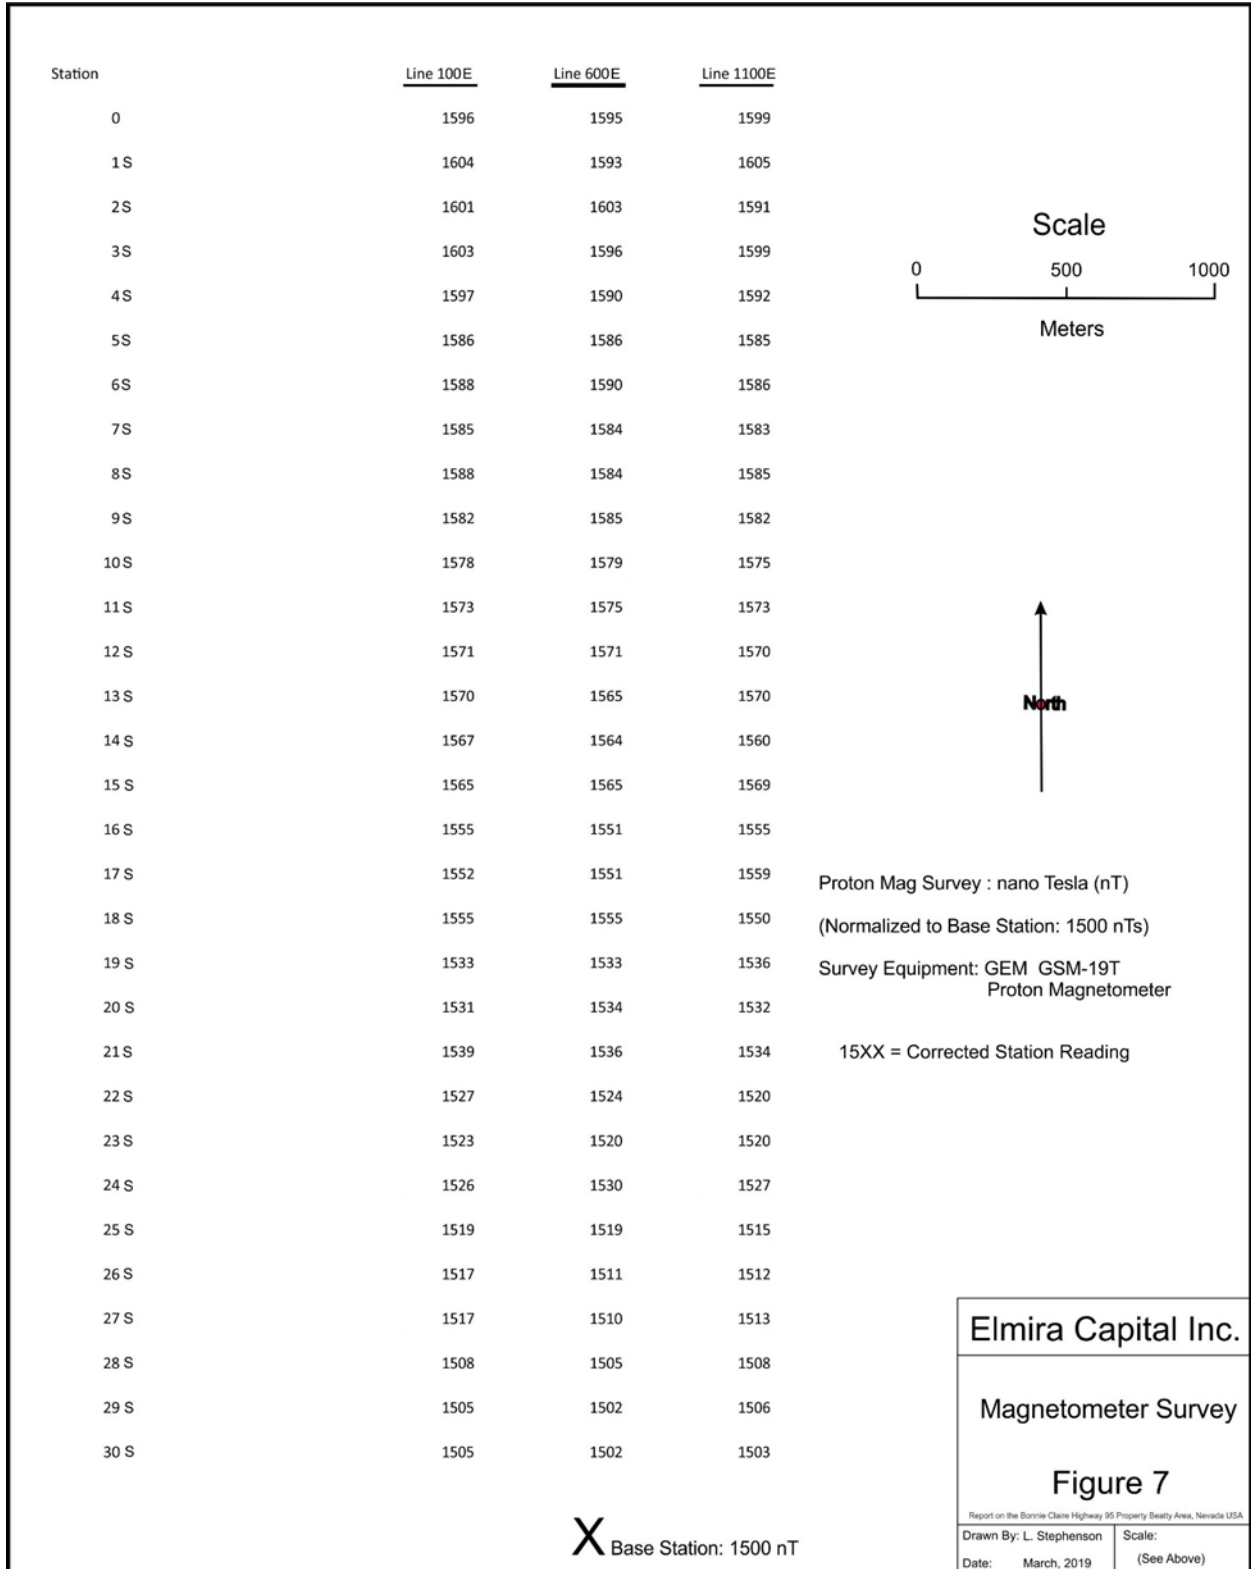 Station Line 100E Line 600E Line 1100E
0 1596 1595 1599
1 S 1604 1593 1605
2 S 1601 1603 1591
3 S 1603 1596 1599
4 S 1597 1590 1592
5 S 1586 1586 1585
6 S 1588 1590 1586
7 S 1585 1584 1583
8 S 1588 1584 1585
9 S 1582 1585 1582
10 S 1578 1579 1575
11 S 1573 1575 1573
12 S 1571 1571 1570
13 S 1570 1565 1570
14 S 1567 1564 1560
15 S 1565 1565 1569
16 S 1555 1551 1555
17 S 1552 1551 1559
18 S 1555 1555 1550
19 S 1533 1533 1536
20 S 1531 1534 1532
21 S 1539 1536 1534
22 S 1527 1524 1520
23 S 1523 1520 1520
24 S 1526 1530 1527
25 S 1519 1519 1515
26 S 1517 1511 1512
27 S 1517 1510 1513
28 S 1508 1505 1508
29 S 1505 1502 1506
30 S 1505 1502 1503
X Base Station: 1500 nT
Scale
0 500 1000
Meters
North
Proton Mag Survey : nano Tesla (nT)
(Normalized to Base Station: 1500 nTs)
Survey Equipment: GEM GSM-19T
Proton Magnetometer
15XX = Corrected Station Reading
Elmira Capital Inc.
Magnetometer Survey
Figure 7
Report on the Bonnie Claire Highway 95 Property Beatty Area, Nevada USA
Drawn By: L. Stephenson Scale:
Date: March, 2019 (See Above)